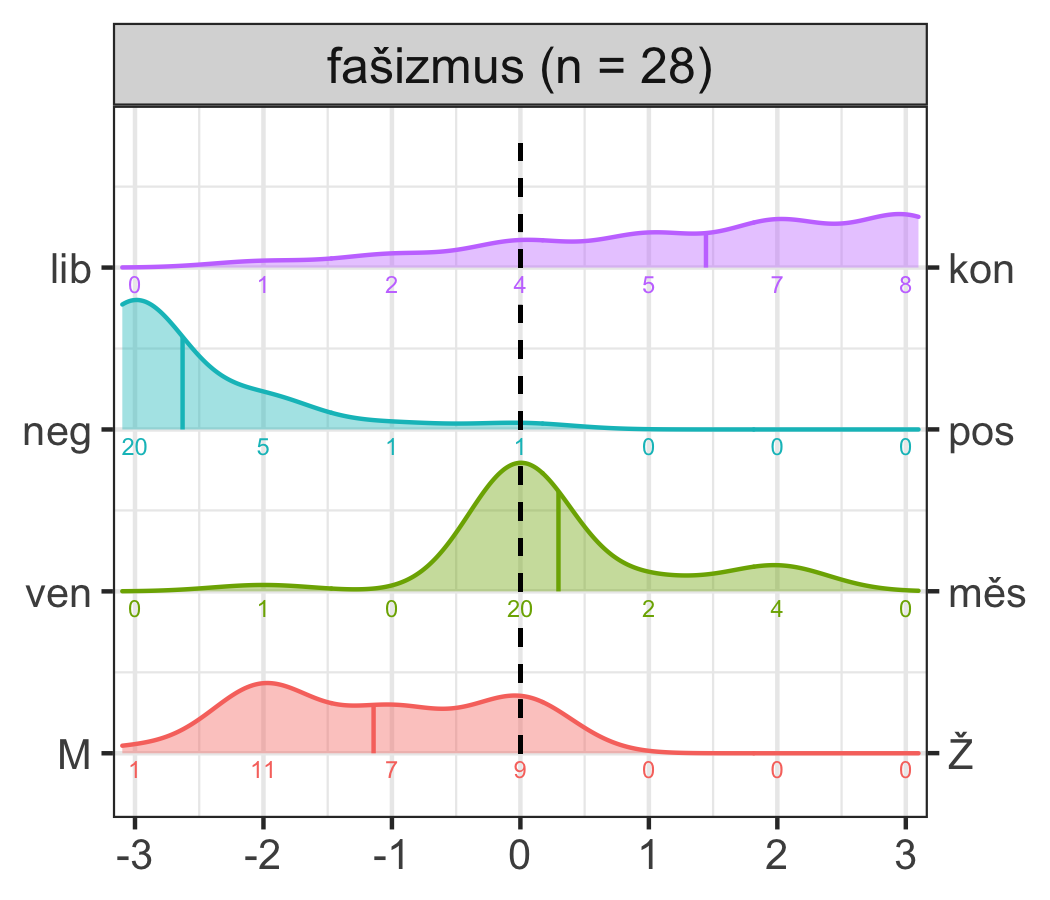 fašizmus (n = 28)
lib kon
0 1 2 4 5 7 8
neg pos
20 5 1 1 0 0 0
ven měs
0 1 0 20 2 4 0
M Ž
1 11 7 9 0 0 0
-3 -2 -1 0 1 2 3